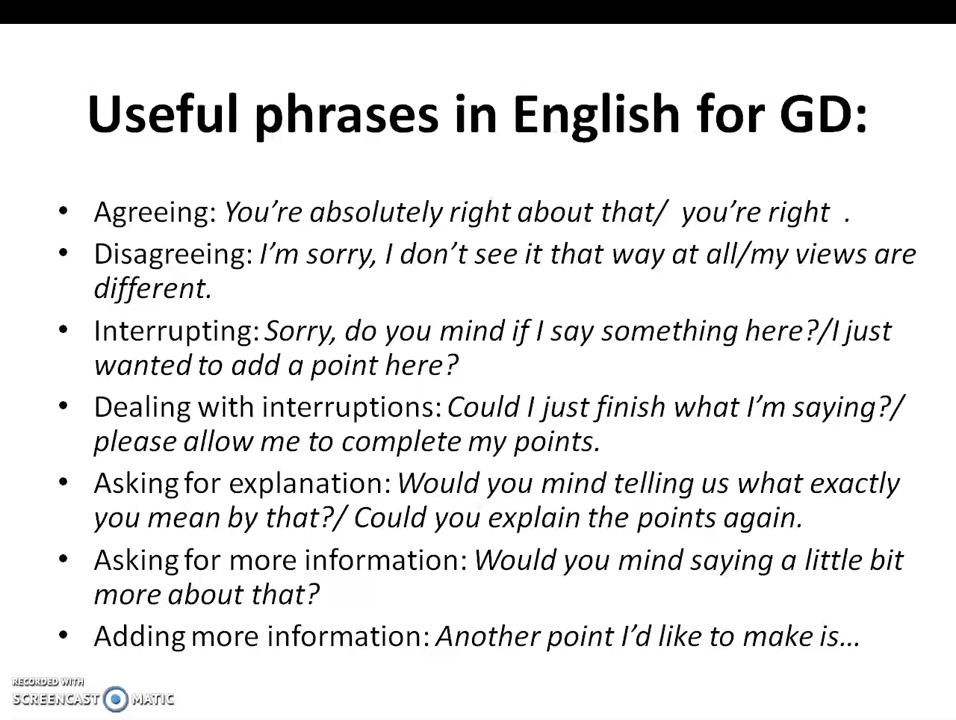 Useful phrases in English for GD:
• Agreeing: You're absolutely right about that/ you're right .
• Disagreeing: I'm sorry, I don't see it that way at all/my views are
different.
• Interrupting: Sorry, do you mind if I say something here?/I just
wanted to add a point here?
• Dealing with interruptions: Could I just finish what I'm saying?/
please allow me to complete my points.
• Asking for explanation: Would you mind telling us what exactly
you mean by that?/ Could you explain the points again.
• Asking for more information: Would you mind saying a little bit
more about that?
• Adding more information: Another point I'd like to make is…
RECORDED WITH
SCREENCAST MATIC